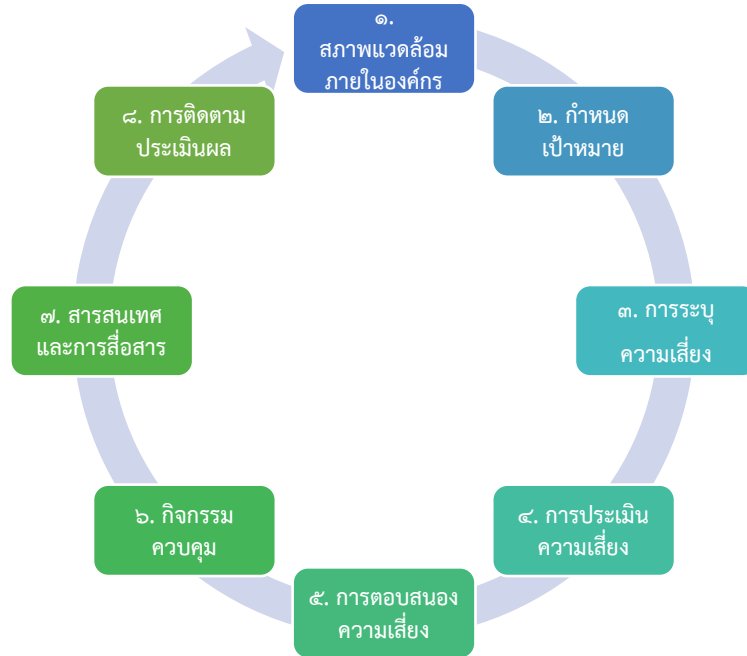 ๑.
สภาพแวดล้อม
ภายในองค์กร
๒. กำหนด
เป้าหมาย
๓. การระบุ
ความเสี่ยง
๔. การประเมิน
ความเสี่ยง
๕. การตอบสนอง
ความเสี่ยง
๖. กิจกรรม
ควบคุม
๗. สารสนเทศ
และการสื่อสาร
๘. การติดตาม
ประเมินผล